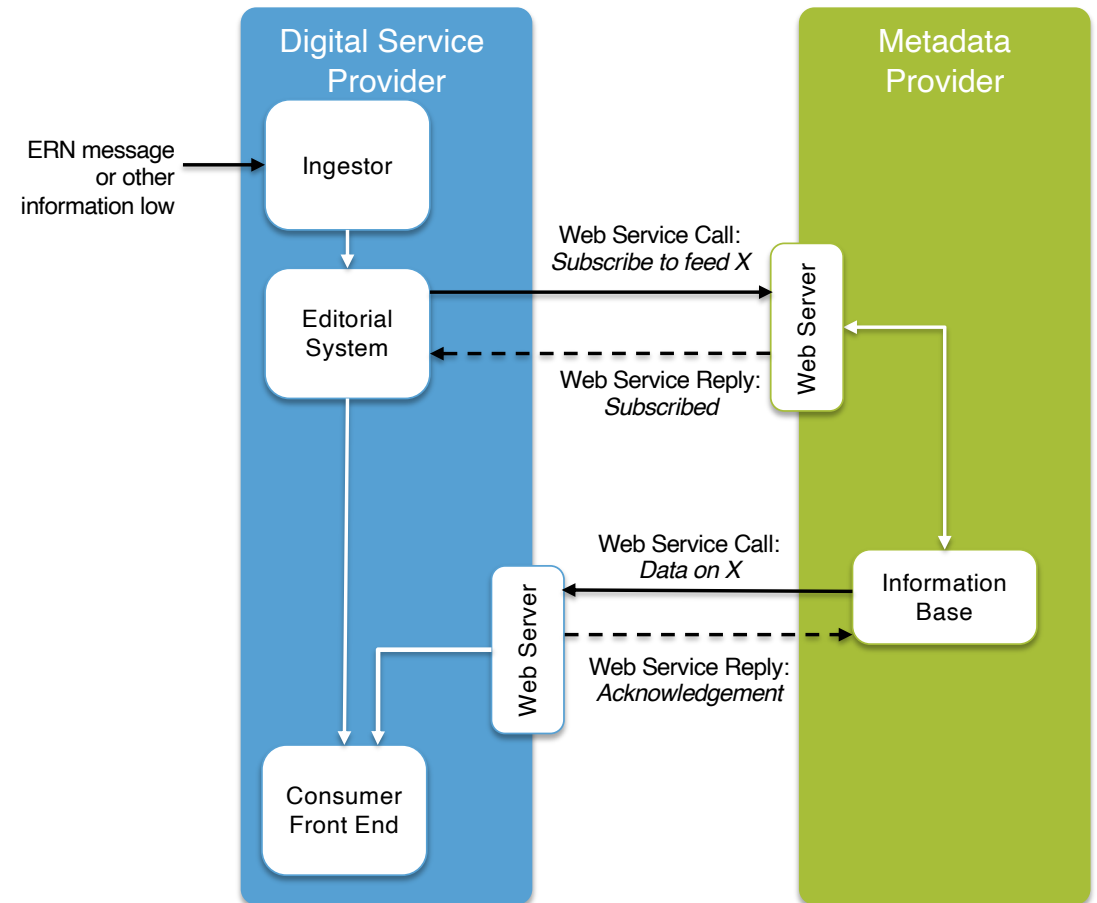 Digital Service
Provider
Metadata
Provider
ERN message
or other
information low
Ingestor
Web Service Call:
Subscribe to feed X
Editorial
System
Web Server
Web Service Reply:
Subscribed
Web Service Call:
Data on X
Web Server
Information
Base
Web Service Reply:
Acknowledgement
Consumer
Front End